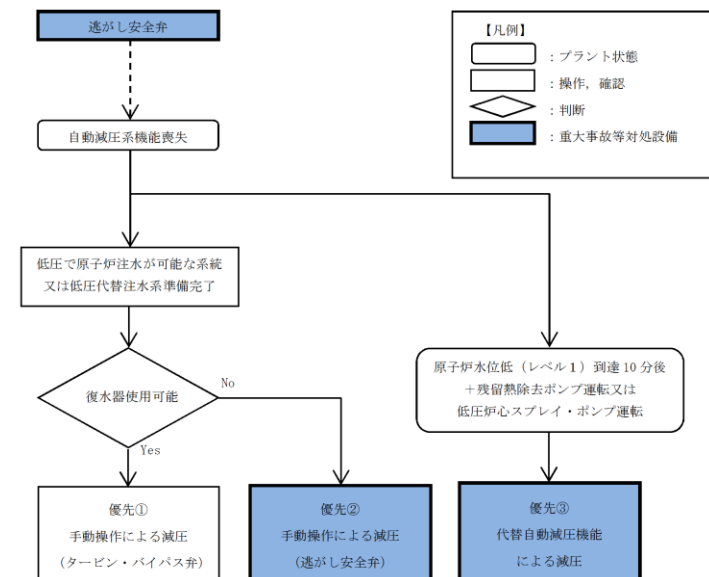 逃がし安全弁
【凡例】
：プラント状態
：操作，確認
：判断
：重大事故等対処設備
自動減圧系機能喪失
低圧で原子炉注水が可能な系統
又は低圧代替注水系準備完了
復水器使用可能
No
Yes
原子炉水位低（レベル１）到達 10 分後
＋残留熱除去ポンプ運転又は
低圧炉心スプレイ・ポンプ運転
優先①
手動操作による減圧
（タービン・バイパス弁）
優先②
手動操作による減圧
（逃がし安全弁）
優先③
代替自動減圧機能
による減圧